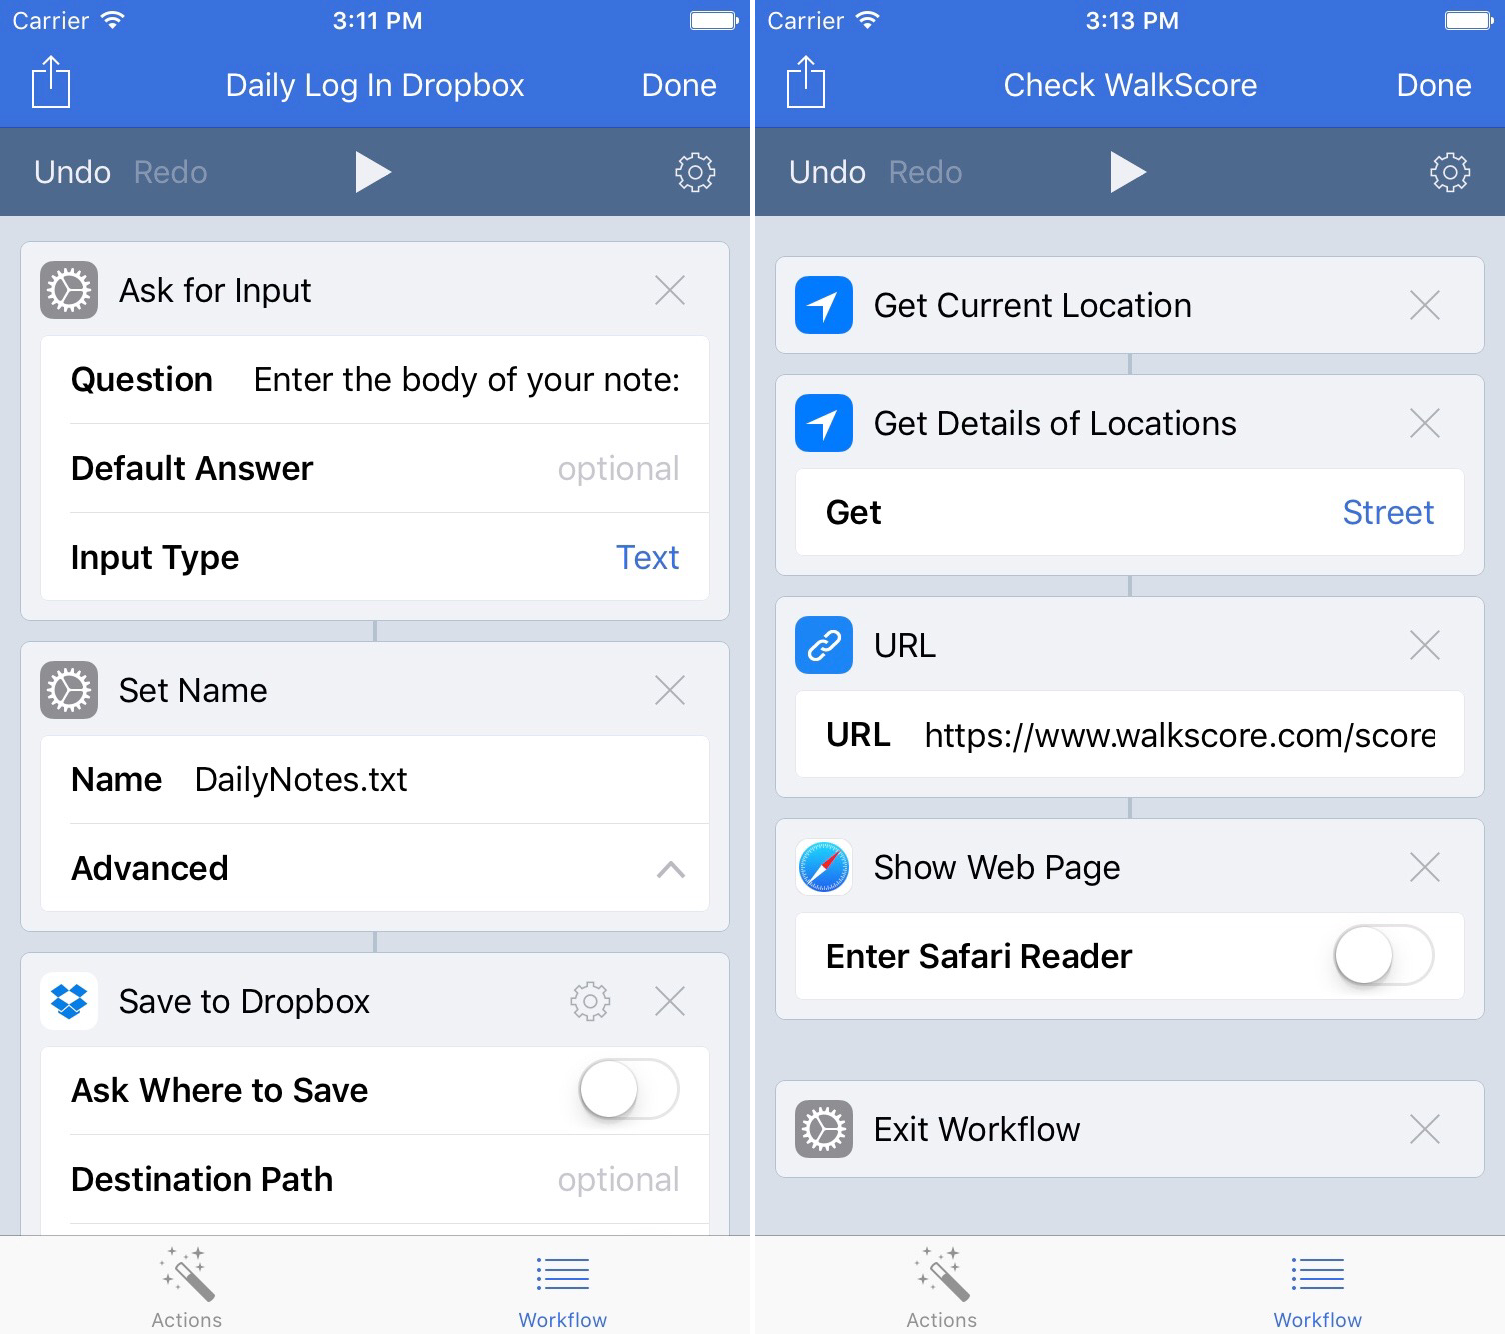 Carrier 3:11 PM
Daily Log In Dropbox Done
Undo Redo
Ask for Input
Question Enter the body of your note:
Default Answer optional
Input Type Text
Set Name
Name DailyNotes.txt
Advanced
Save to Dropbox
Ask Where to Save
Destination Path optional
Actions Workflow
Carrier 3:13 PM
Check WalkScore Done
Undo Redo
Get Current Location
Get Details of Locations
Get Street
URL
URL https://www.walkscore.com/score
Show Web Page
Enter Safari Reader
Exit Workflow
Actions Workflow